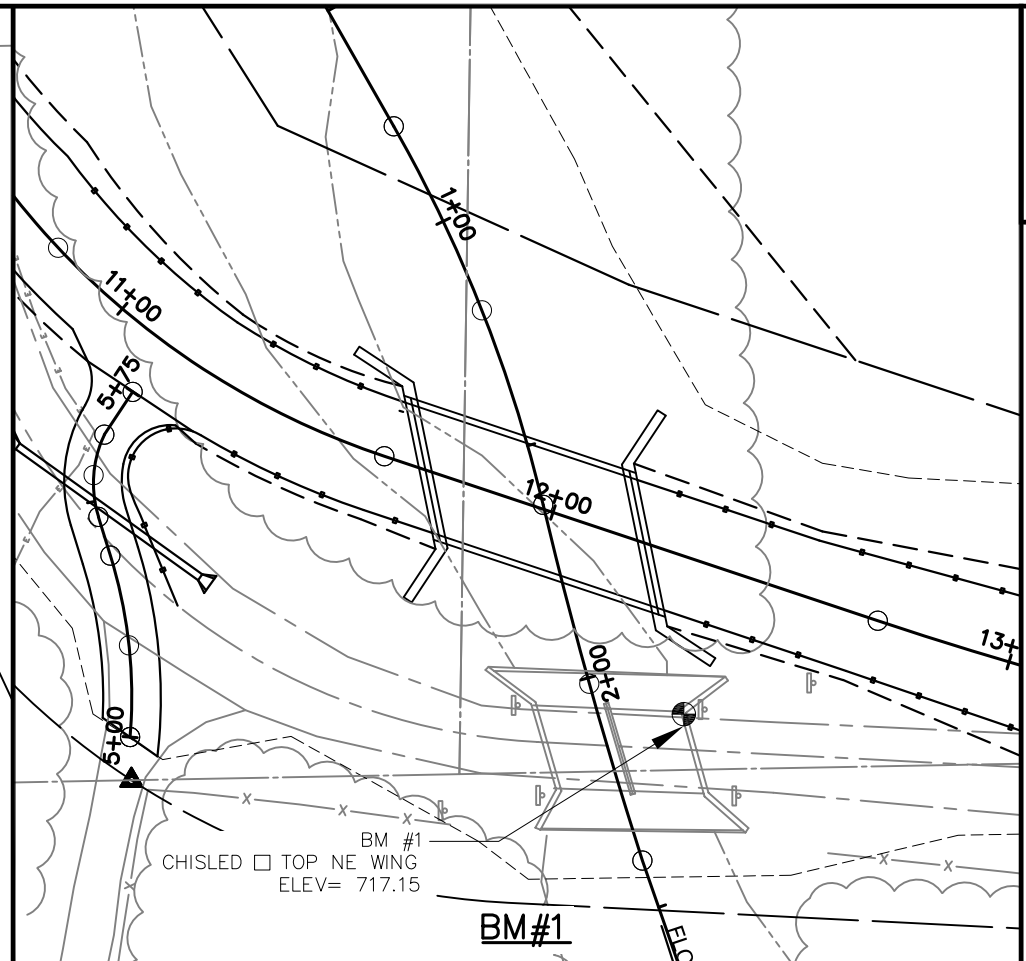 1+00
11+00
5+75
12+00
13+
2+00
5+00
X X X
X X
X
BM #1
CHISLED □ TOP NE WING
ELEV= 717.15
BM#1
FLO